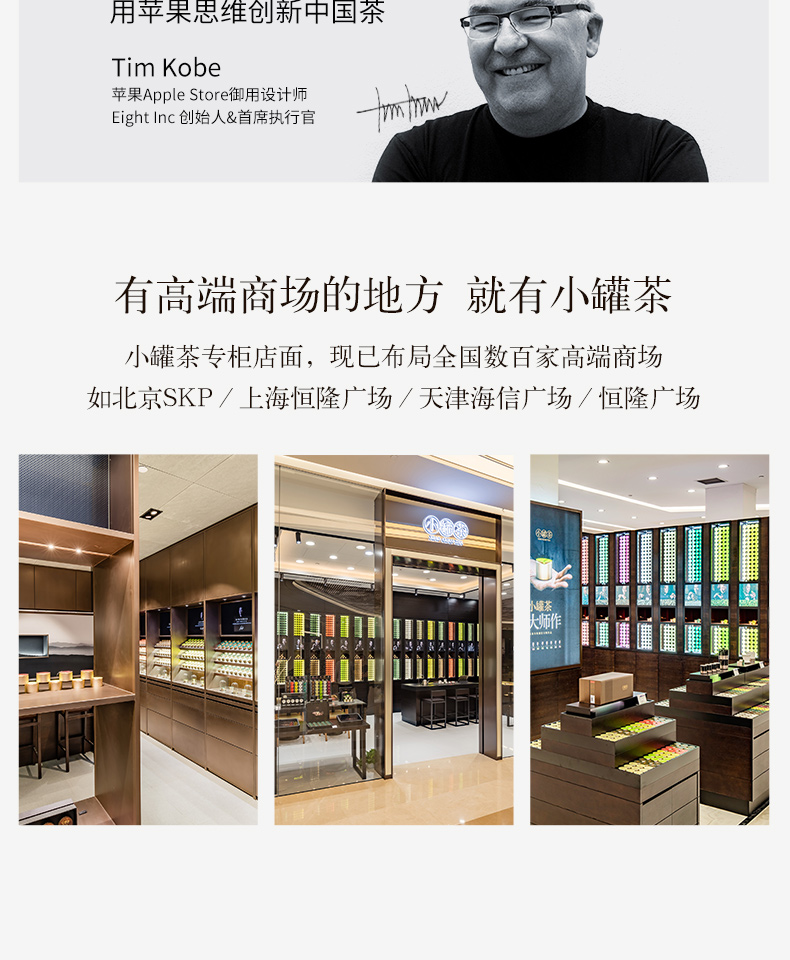 用苹果思维创新中国茶
Tim Kobe
苹果Apple Store御用设计师
Eight Inc 创始人&首席执行官
有高端商场的地方 就有小罐茶
小罐茶专柜店面，现已布局全国数百家高端商场
如北京SKP / 上海恒隆广场 / 天津海信广场 / 恒隆广场
小罐茶
小罐茶
小罐茶
大师作